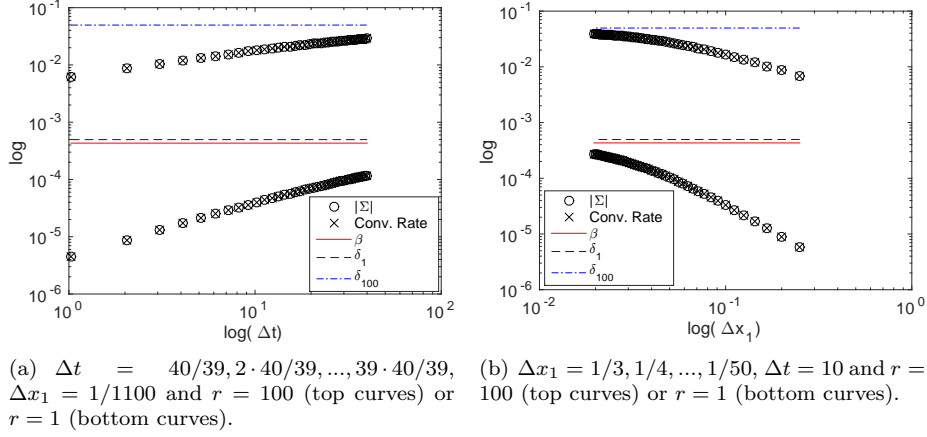 10^-1
10^-2
10^-3
10^-4
10^-5
10^-6
log
|Σ|
Conv. Rate
β
δ_1
δ_100
10^0
10^1
10^2
log( Δt)
10^-1
10^-2
10^-3
10^-4
10^-5
10^-6
log
|Σ|
Conv. Rate
β
δ_1
δ_100
10^-2
10^-1
10^0
log( Δx_1)
(a) Δt = 40/39, 2 · 40/39, ..., 39 · 40/39,
Δx_1 = 1/1100 and r = 100 (top curves) or
r = 1 (bottom curves).
(b) Δx_1 = 1/3, 1/4, ..., 1/50, Δt = 10 and r =
100 (top curves) or r = 1 (bottom curves).